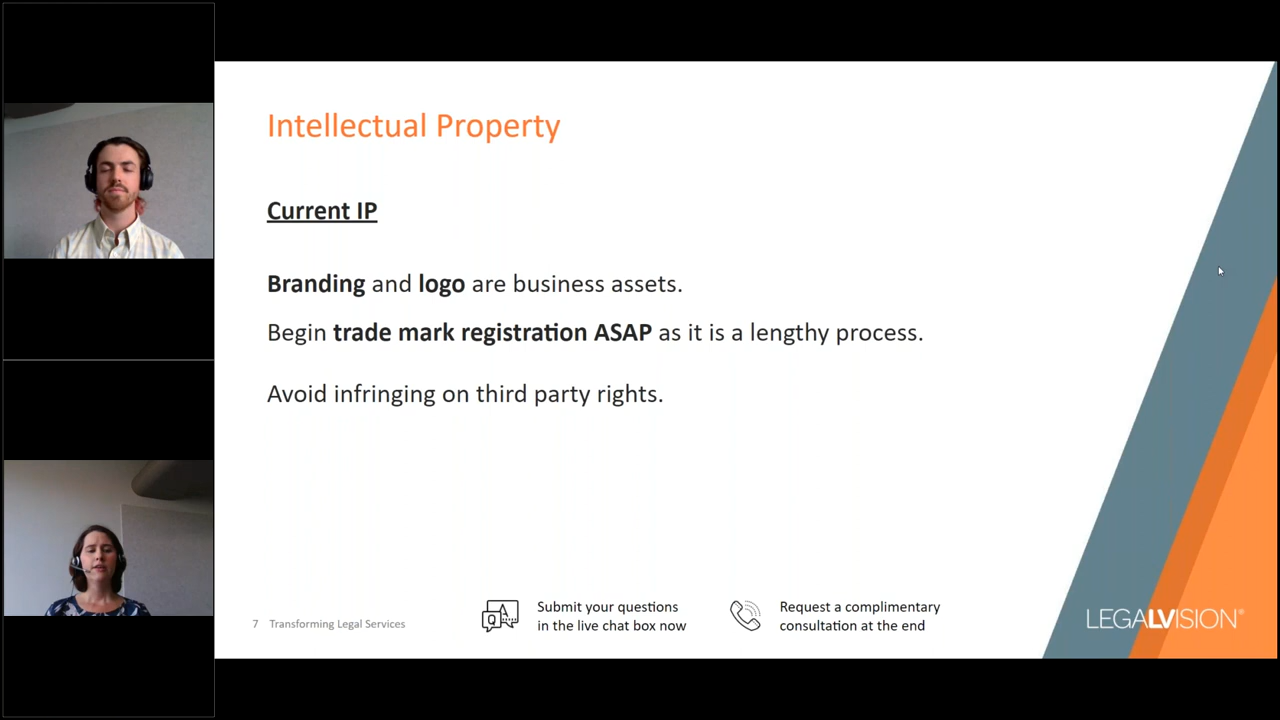 Intellectual Property
Current IP
Branding and logo are business assets.
Begin trade mark registration ASAP as it is a lengthy process.
Avoid infringing on third party rights.
7 Transforming Legal Services
Q A
Submit your questions
in the live chat box now
Request a complimentary
consultation at the end
LEGALVISION®